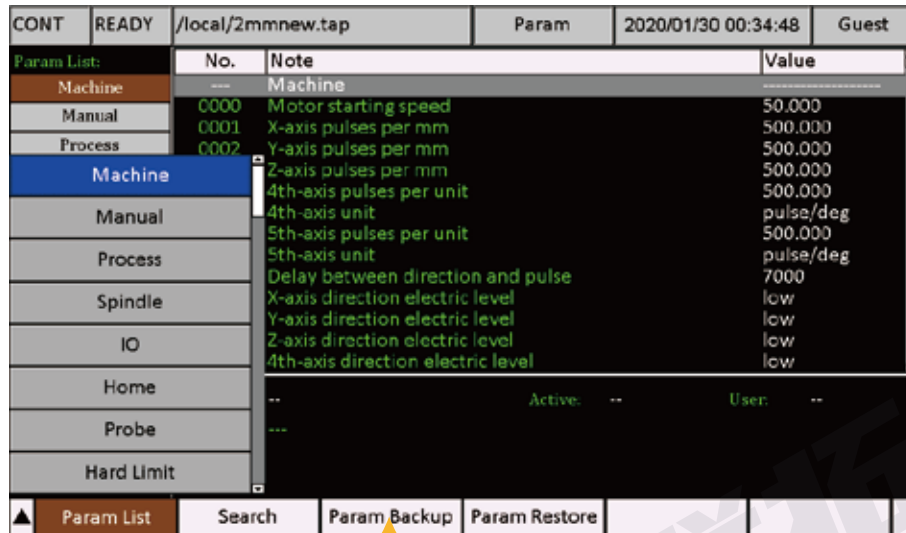 CONT READY /local/2mmnew.tap Param 2020/01/30 00:34:48 Guest
Param List: No. Note Value
Machine --- Machine -------------------
Manual 0000 Motor starting speed 50.000
0001 X-axis pulses per mm 500.000
Process 0002 Y-axis pulses per mm 500.000
Machine Z-axis pulses per mm 500.000
4th-axis pulses per unit 500.000
Manual 4th-axis unit pulse/deg
5th-axis pulses per unit 500.000
Process 5th-axis unit pulse/deg
Delay between direction and pulse 7000
Spindle X-axis direction electric level low
Y-axis direction electric level low
IO Z-axis direction electric level low
4th-axis direction electric level low
Home -- Active: -- User: --
Probe ---
Hard Limit
Param List Search Param Backup Param Restore